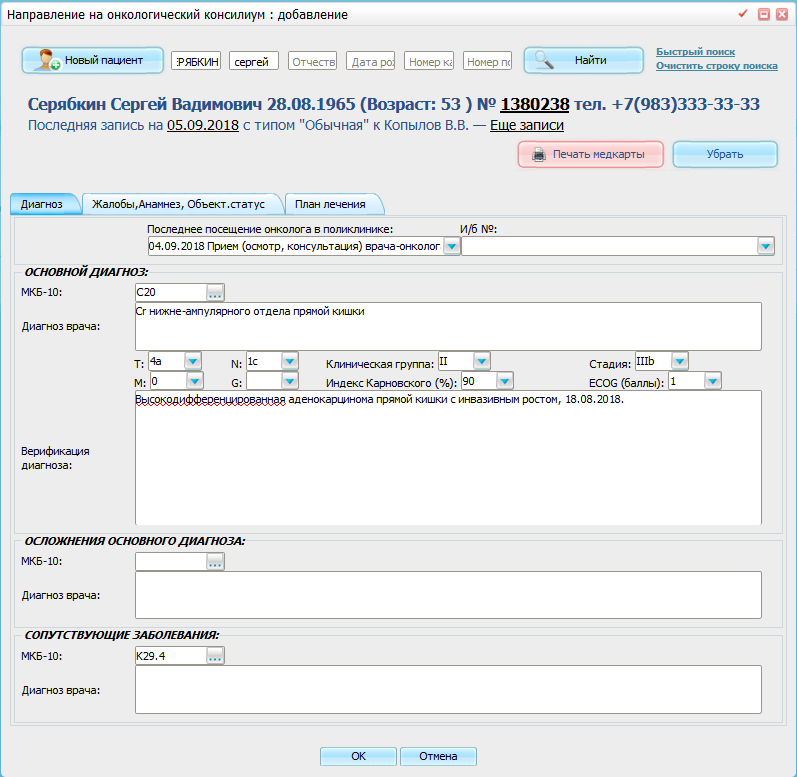 Направление на онкологический консилиум : добавление
Новый пациент :РЯБКИН сергей Отчеств Дата рож Номер ка Номер по Найти Быстрый поиск
Очистить строку поиска
Серябкин Сергей Вадимович 28.08.1965 (Возраст: 53 ) № 1380238 тел. +7(983)333-33-33
Последняя запись на 05.09.2018 с типом "Обычная" к Копылов В.В. — Еще записи
Печать медкарты Убрать
Диагноз Жалобы,Анамнез, Объект.статус План лечения
Последнее посещение онколога в поликлинике: И/б №:
04.09.2018 Прием (осмотр, консультация) врача-онколог
ОСНОВНОЙ ДИАГНОЗ:
МКБ-10: C20 ...
Диагноз врача: Cr нижне-ампулярного отдела прямой кишки
T: 4a N: 1c Клиническая группа: II Стадия: IIIb
M: 0 G: Индекс Карновского (%): 90 ECOG (баллы): 1
Высокодифференцированная аденокарцинома прямой кишки с инвазивным ростом, 18.08.2018.
Верификация
диагноза:
ОСЛОЖНЕНИЯ ОСНОВНОГО ДИАГНОЗА:
МКБ-10: ...
Диагноз врача:
СОПУТСТВУЮЩИЕ ЗАБОЛЕВАНИЯ:
МКБ-10: K29.4 ...
Диагноз врача:
OK Отмена